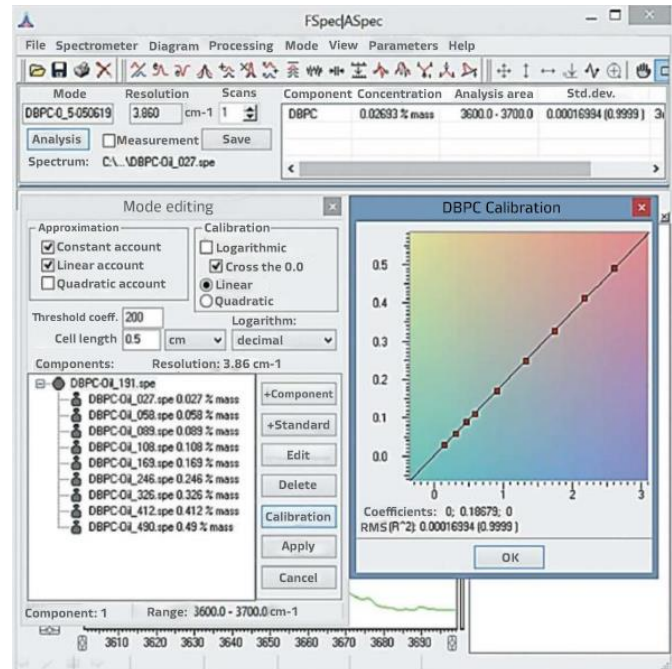 FSpec|ASpec
File Spectrometer Diagram Processing Mode View Parameters Help
Mode Resolution Scans
DBPC-0_5-050619 3.860 cm-1 1
Analysis Measurement Save
Spectrum: C:\...\DBPC-Oil_027.spe
Component Concentration Analysis area Std.dev.
DBPC 0.02693 % mass 3600.0 - 3700.0 0.00016994 (0.9999)
Mode editing
Approximation
Constant account
Linear account
Quadratic account
Calibration
Logarithmic
Cross the 0.0
Linear
Quadratic
Threshold coeff. 200
Logarithm:
Cell length 0.5 cm decimal
Components: Resolution: 3.86 cm-1
DBPC-Oil_191.spe
DBPC-Oil_027.spe 0.027 % mass
DBPC-Oil_058.spe 0.058 % mass
DBPC-Oil_089.spe 0.089 % mass
DBPC-Oil_108.spe 0.108 % mass
DBPC-Oil_169.spe 0.169 % mass
DBPC-Oil_246.spe 0.246 % mass
DBPC-Oil_326.spe 0.326 % mass
DBPC-Oil_412.spe 0.412 % mass
DBPC-Oil_490.spe 0.49 % mass
+Component
+Standard
Edit
Delete
Calibration
Apply
Cancel
Component: 1 Range: 3600.0 - 3700.0 cm-1
3610 3620 3630 3640 3650 3660 3670 3680 3690
DBPC Calibration
0.5
0.4
0.3
0.2
0.1
0.0
0 1 2 3
Coefficients: 0; 0.18679; 0
RMS (R^2): 0.00016994 (0.9999)
OK